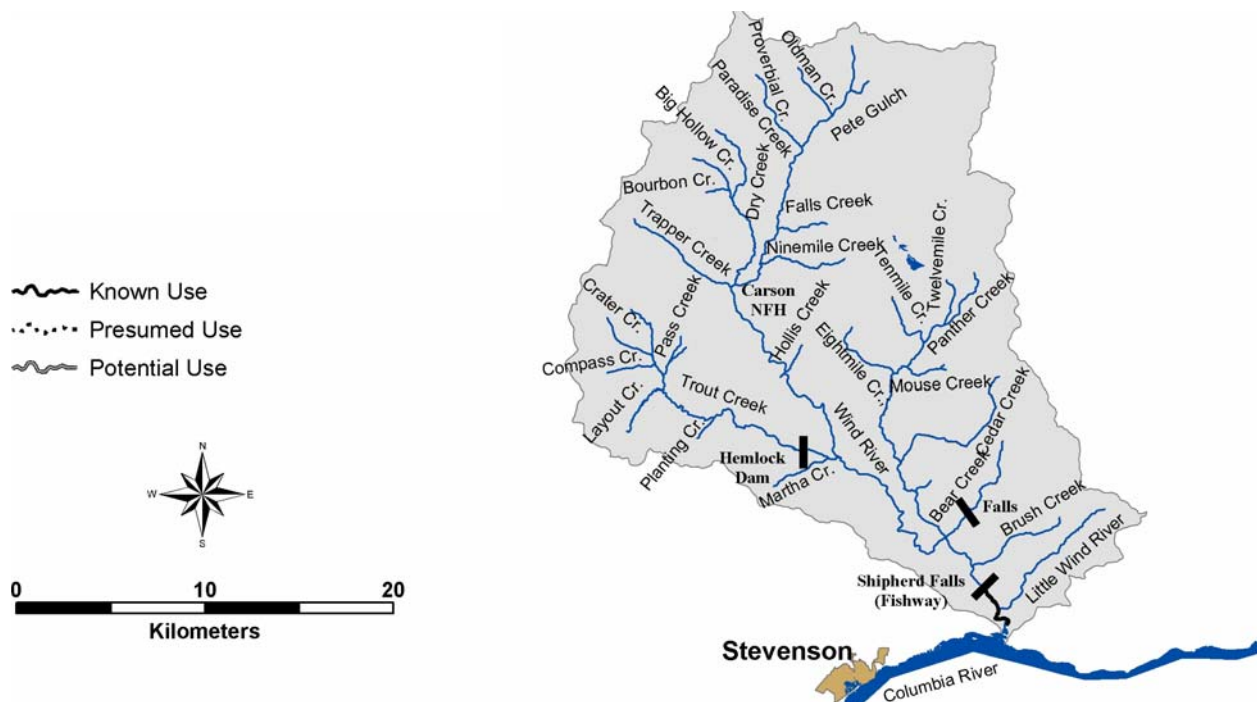 Known Use
Presumed Use
Potential Use
N
W
E
S
0
10
20
Kilometers
Proverbial Cr.
Oldman Cr.
Paradise Creek
Pete Gulch
Big Hollow Cr.
Bourbon Cr.
Dry Creek
Falls Creek
Trapper Creek
Ninemile Creek
Tenmile Cr.
Twelvemile Cr.
Carson
NFH
Crater Cr.
Pass Creek
Hollis Creek
Eightmile Cr.
Panther Creek
Compass Cr.
Mouse Creek
Layout Cr.
Trout Creek
Wind River
Cedar Creek
Planting Cr.
Hemlock
Dam
Martha Cr.
Bear Creek
Falls
Brush Creek
Shipherd Falls
(Fishway)
Little Wind River
Stevenson
Columbia River